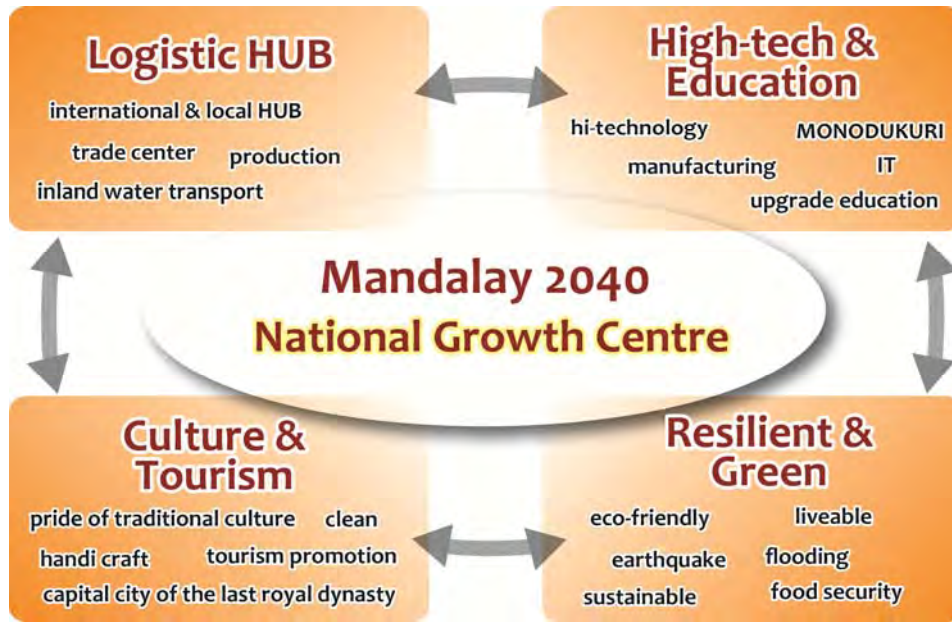 Logistic HUB
international & local HUB
trade center production
inland water transport
High-tech &
Education
hi-technology MONODUKURI
manufacturing IT
upgrade education
Mandalay 2040
National Growth Centre
Culture &
Tourism
pride of traditional culture clean
handi craft tourism promotion
capital city of the last royal dynasty
Resilient &
Green
eco-friendly liveable
earthquake flooding
sustainable food security